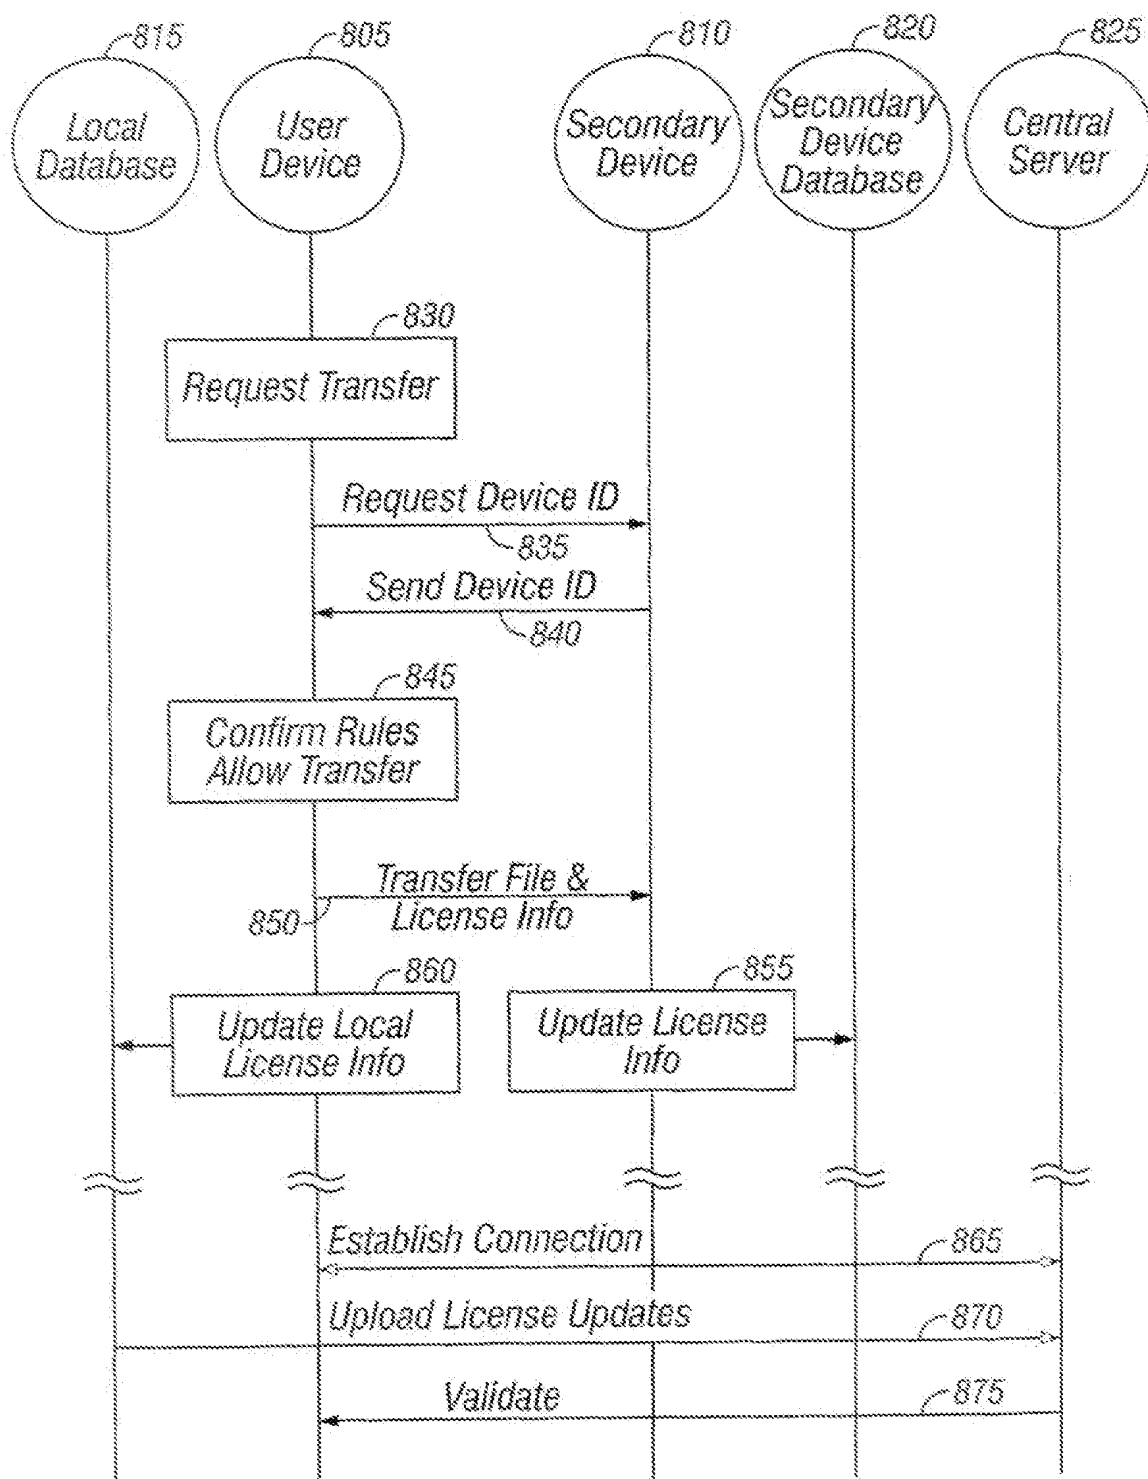 815
805
810
820
825
Local
Database
User
Device
Secondary
Device
Secondary
Device
Database
Central
Server
830
Request Transfer
Request Device ID
835
Send Device ID
840
845
Confirm Rules
Allow Transfer
Transfer File &
License Info
850
860
Update Local
License Info
855
Update License
Info
Establish Connection
865
Upload License Updates
870
Validate
875